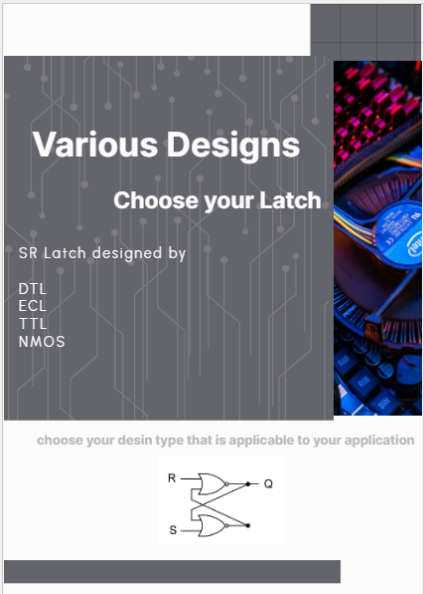 Various Designs
Choose your Latch
SR Latch designed by
DTL
ECL
TTL
NMOS
intel
choose your desin type that is applicable to your application
R
Q
S